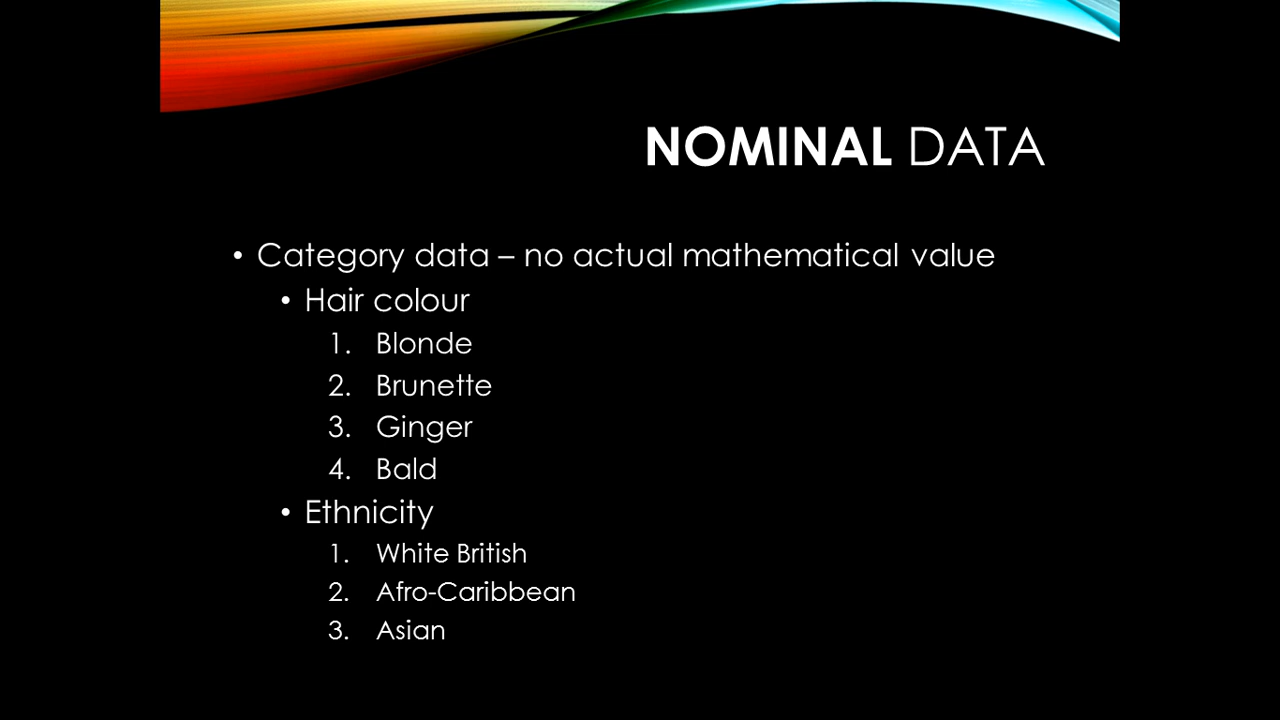 NOMINAL DATA
• Category data – no actual mathematical value
• Hair colour
1. Blonde
2. Brunette
3. Ginger
4. Bald
• Ethnicity
1. White British
2. Afro-Caribbean
3. Asian